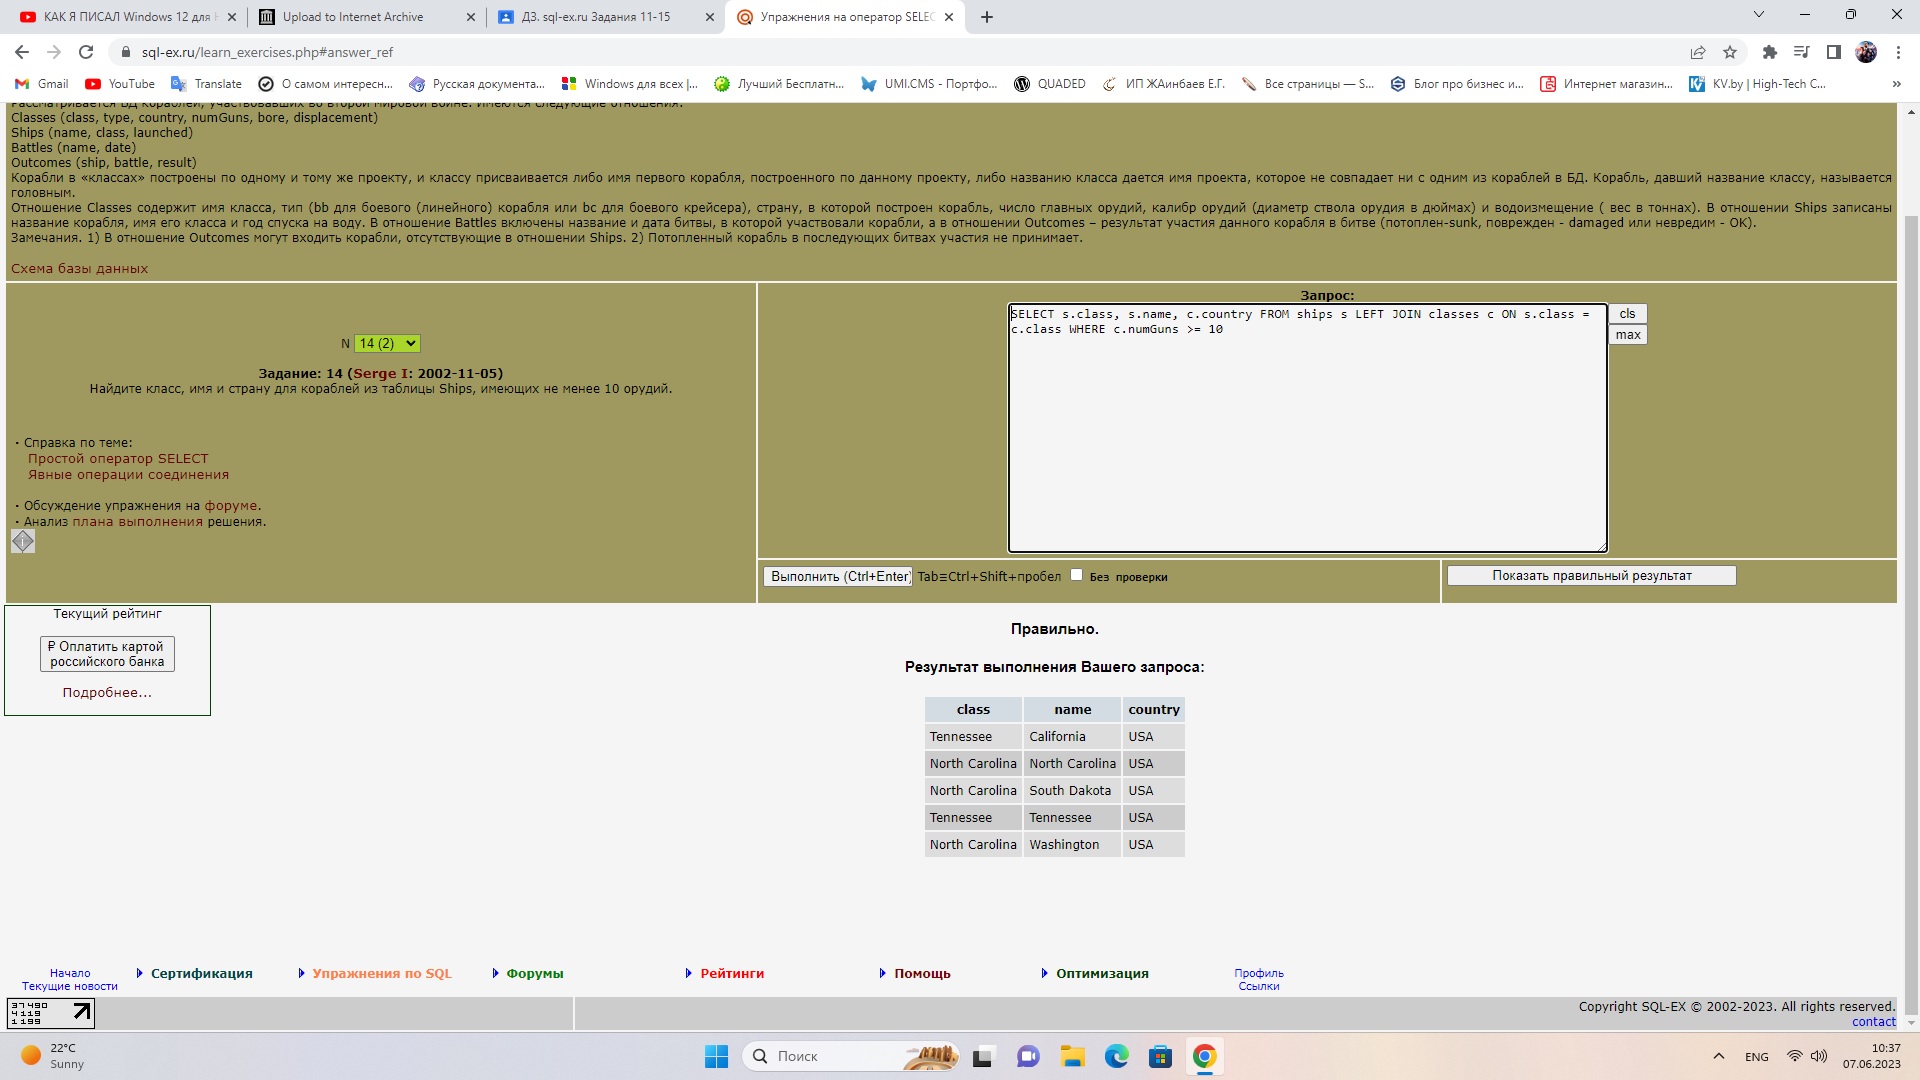 КАК Я ПИСАЛ Windows 12 для
Upload to Internet Archive
ДЗ. sql-ex.ru Задания 11-15
Упражнения на оператор SELEC
sql-ex.ru/learn_exercises.php#answer_ref
Gmail
YouTube
Translate
О самом интересн...
Русская документа...
Windows для всех |...
Лучший Бесплатн...
UMI.CMS - Портфо...
QUADED
ИП ЖАинбаев Е.Г.
Все страницы — S...
Блог про бизнес и...
Интернет магазин...
KV.by | High-Tech С...
»
Рассматривается БД кораблей, участвовавших во второй мировой войне. Имеются следующие отношения:
Classes (class, type, country, numGuns, bore, displacement)
Ships (name, class, launched)
Battles (name, date)
Outcomes (ship, battle, result)
Корабли в «классах» построены по одному и тому же проекту, и классу присваивается либо имя первого корабля, построенного по данному проекту, либо названию класса дается имя проекта, которое не совпадает ни с одним из кораблей в БД. Корабль, давший название классу, называется
головным.
Отношение Classes содержит имя класса, тип (bb для боевого (линейного) корабля или bc для боевого крейсера), страну, в которой построен корабль, число главных орудий, калибр орудий (диаметр ствола орудия в дюймах) и водоизмещение ( вес в тоннах). В отношении Ships записаны
название корабля, имя его класса и год спуска на воду. В отношение Battles включены название и дата битвы, в которой участвовали корабли, а в отношении Outcomes – результат участия данного корабля в битве (потоплен-sunk, поврежден - damaged или невредим - OK).
Замечания. 1) В отношение Outcomes могут входить корабли, отсутствующие в отношении Ships. 2) Потопленный корабль в последующих битвах участия не принимает.
Схема базы данных
N 14 (2)
Задание: 14 (Serge I: 2002-11-05)
Найдите класс, имя и страну для кораблей из таблицы Ships, имеющих не менее 10 орудий.
· Справка по теме:
Простой оператор SELECT
Явные операции соединения
· Обсуждение упражнения на форуме.
· Анализ плана выполнения решения.
Запрос:
SELECT s.class, s.name, c.country FROM ships s LEFT JOIN classes c ON s.class =
c.class WHERE c.numGuns >= 10
cls
max
Выполнить (Ctrl+Enter) Tab≡Ctrl+Shift+пробел Без проверки
Показать правильный результат
Текущий рейтинг
₽ Оплатить картой
российского банка
Подробнее...
Правильно.
Результат выполнения Вашего запроса:
class name country
Tennessee California USA
North Carolina North Carolina USA
North Carolina South Dakota USA
Tennessee Tennessee USA
North Carolina Washington USA
Начало
Текущие новости
Сертификация
Упражнения по SQL
Форумы
Рейтинги
Помощь
Оптимизация
Профиль
Ссылки
37490
4119
1199
Copyright SQL-EX © 2002-2023. All rights reserved.
contact
22°C
Sunny
Поиск
ENG
10:37
07.06.2023